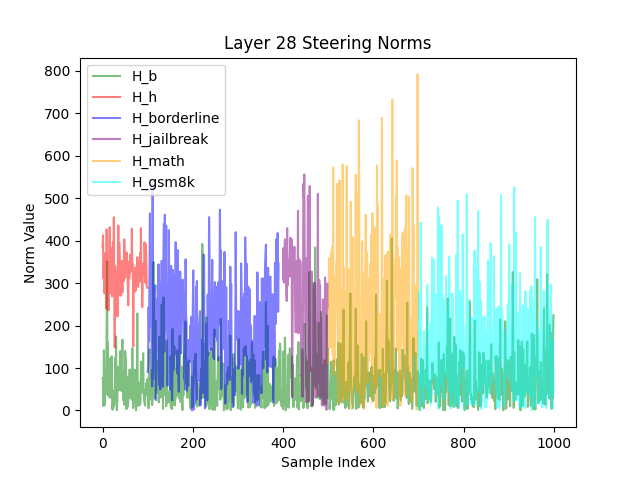 Layer 28 Steering Norms
800
700
600
500
400
300
200
100
0
Norm Value
H_b
H_h
H_borderline
H_jailbreak
H_math
H_gsm8k
0
200
400
600
800
1000
Sample Index